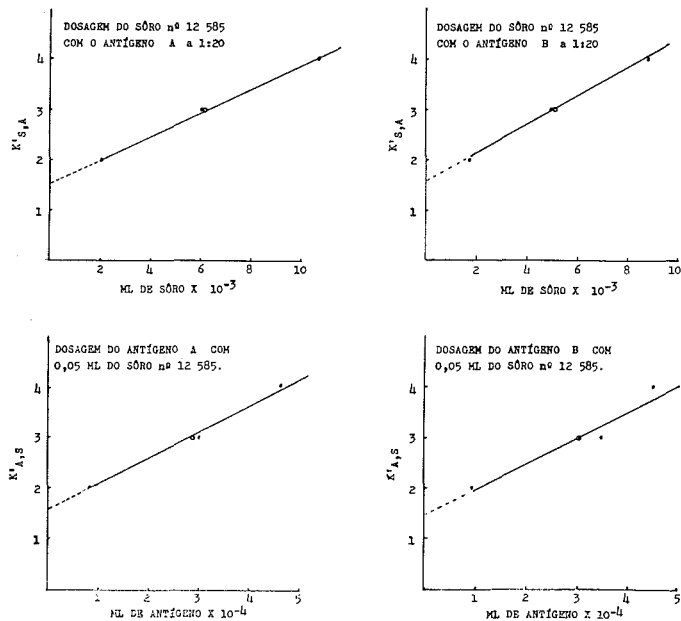 DOSAGEM DO SÔRO nº 12 585
COM O ANTÍGENO A a 1:20
4
3
2
1
K'S,A
2
4
6
8
10
ML DE SÔRO X 10-3
DOSAGEM DO SÔRO nº 12 585
COM O ANTÍGENO B a 1:20
4
3
2
1
K'S,A
2
4
6
8
10
ML DE SÔRO X 10-3
DOSAGEM DO ANTÍGENO A COM
0,05 ML DO SÔRO nº 12 585.
4
3
2
1
K'A,S
1
2
3
4
5
ML DE ANTÍGENO X 10-4
DOSAGEM DO ANTÍGENO B COM
0,05 ML DO SÔRO nº 12 585.
4
3
2
1
K'A,S
1
2
3
4
5
ML DE ANTÍGENO X 10-4